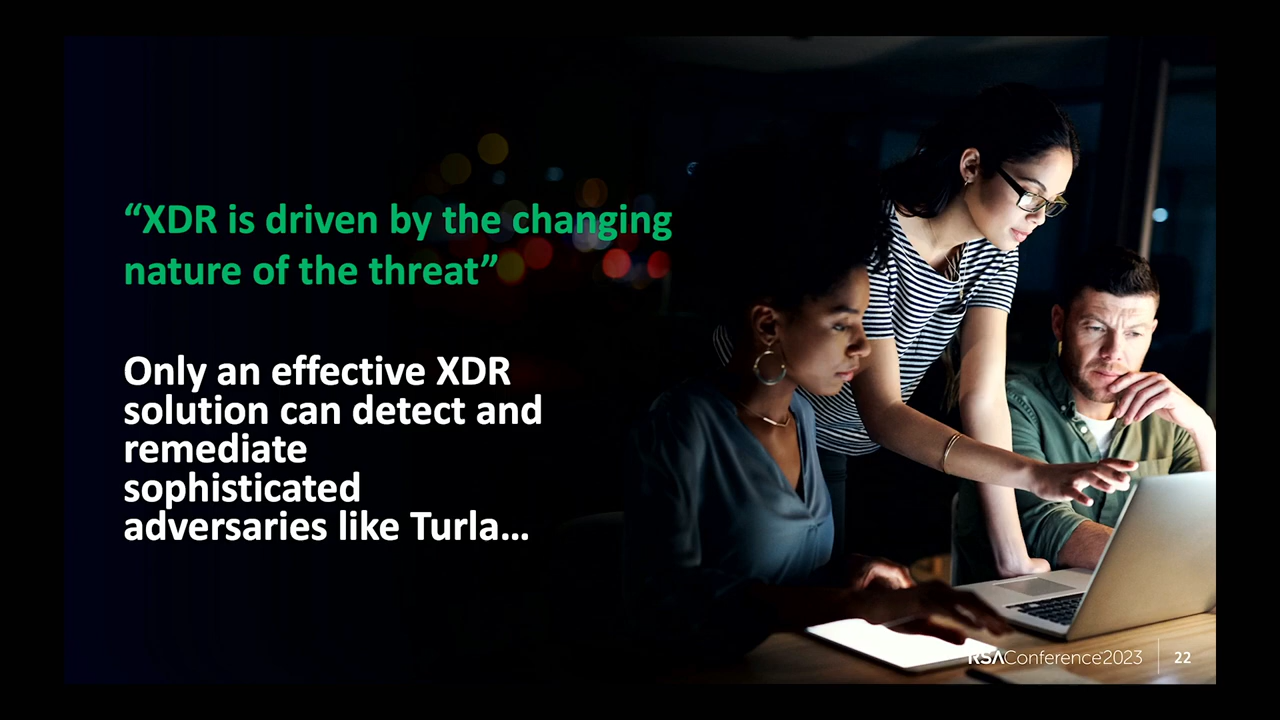 “XDR is driven by the changing
nature of the threat”
Only an effective XDR
solution can detect and
remediate
sophisticated
adversaries like Turla…
RSAConference2023
22